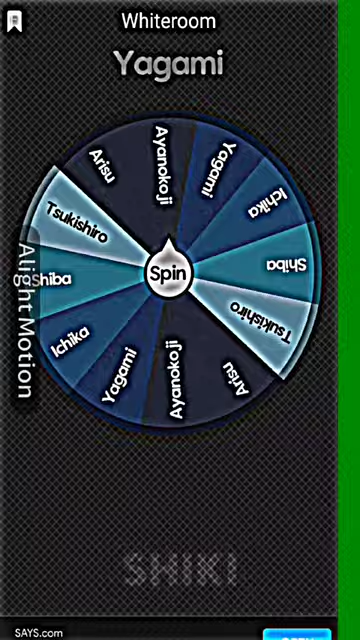 Whiteroom
Yagami
Ayanokoji
Yagami
Ichika
Shiba
Tsukishiro
Arisu
Ayanokoji
Yagami
Ichika
Shiba
Tsukishiro
Arisu
Spin
Alight Motion
SHIKI
SAYS.com